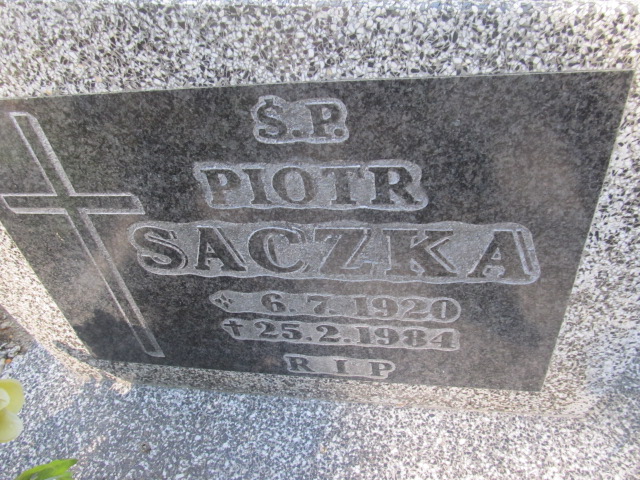 Ś.P.
PIOTR
SACZKA
* 6.7.1920
† 25.2.1984
R I P